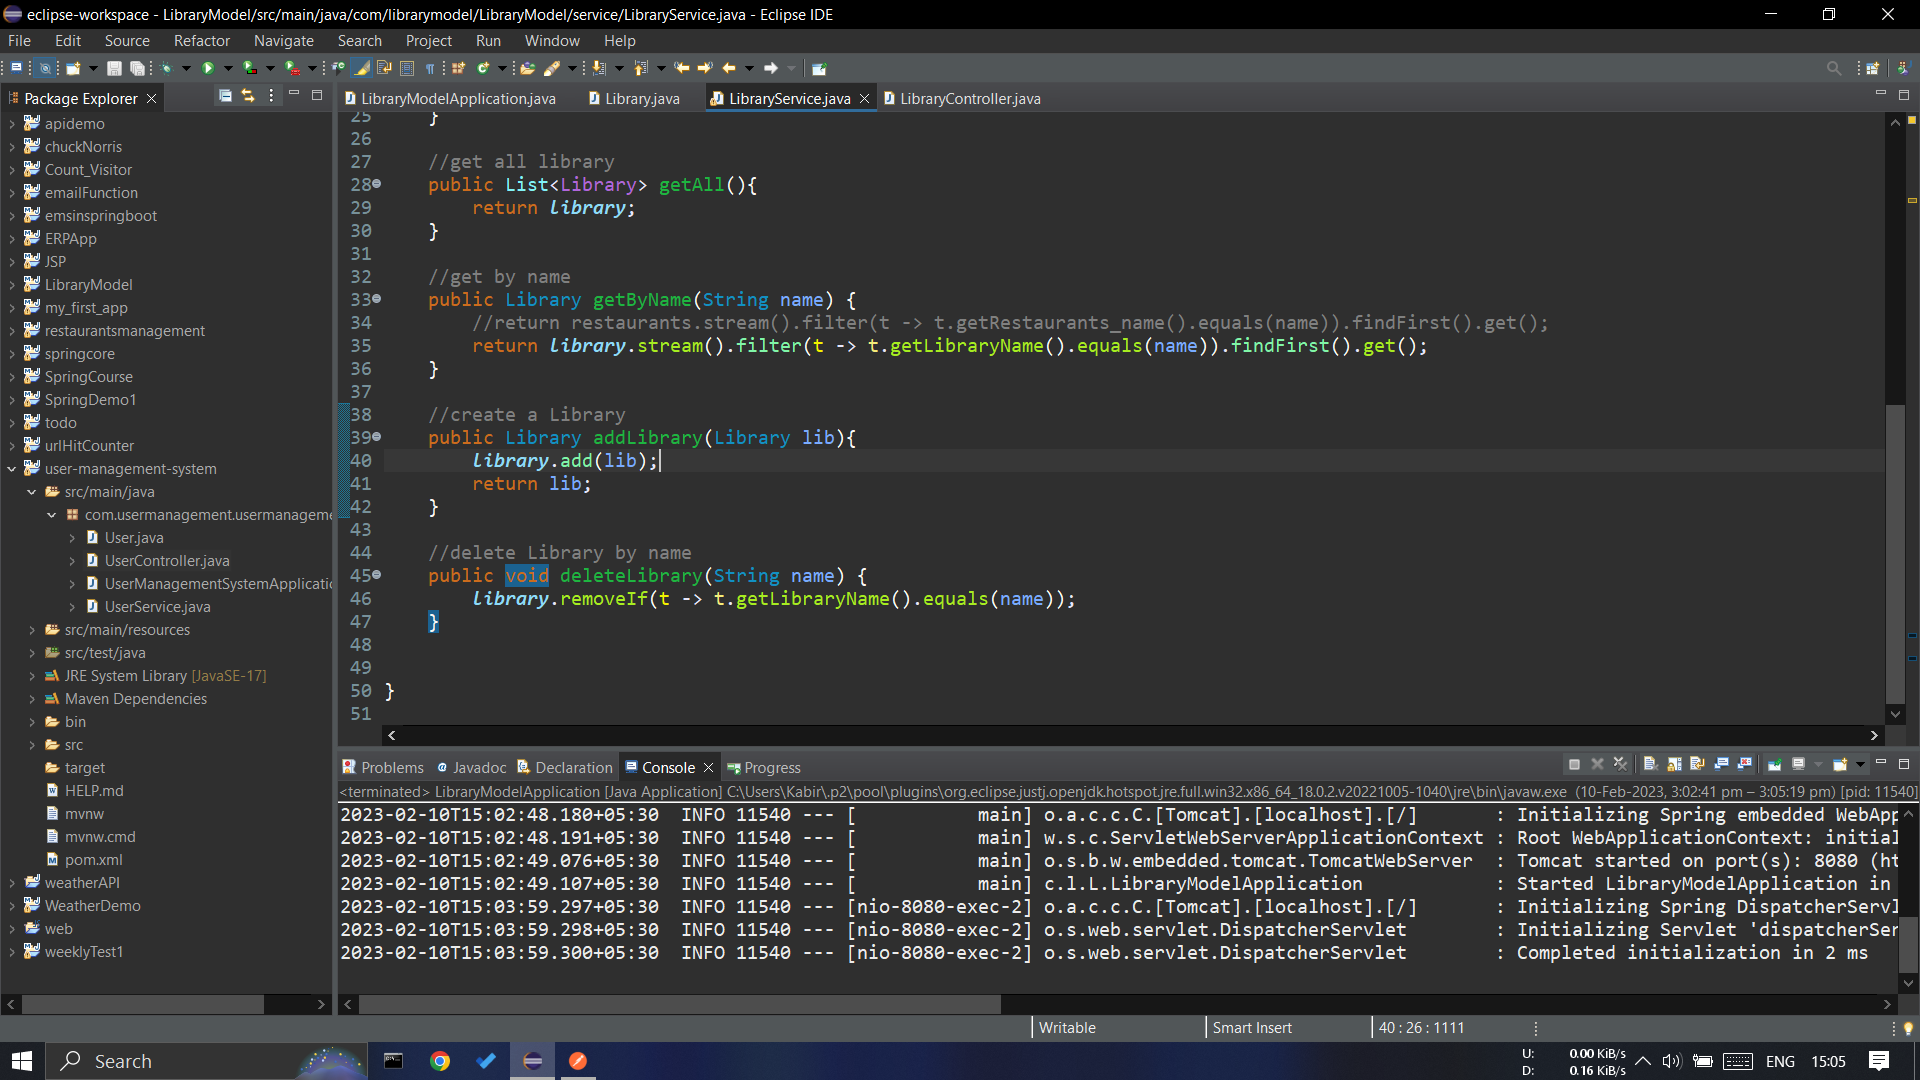 eclipse-workspace - LibraryModel/src/main/java/com/librarymodel/LibraryModel/service/LibraryService.java - Eclipse IDE
File Edit Source Refactor Navigate Search Project Run Window Help
Package Explorer
LibraryModelApplication.java Library.java LibraryService.java LibraryController.java
apidemo
chuckNorris
Count_Visitor
emailFunction
emsinspringboot
ERPApp
JSP
LibraryModel
my_first_app
restaurantsmanagement
springcore
SpringCourse
SpringDemo1
todo
urlHitCounter
user-management-system
src/main/java
com.usermanagement.usermanageme
User.java
UserController.java
UserManagementSystemApplicatio
UserService.java
src/main/resources
src/test/java
JRE System Library [JavaSE-17]
Maven Dependencies
bin
src
target
HELP.md
mvnw
mvnw.cmd
pom.xml
weatherAPI
WeatherDemo
web
weeklyTest1
25 }
26
27 //get all library
28 public List<Library> getAll(){
29 return library;
30 }
31
32 //get by name
33 public Library getByName(String name) {
34 //return restaurants.stream().filter(t -> t.getRestaurants_name().equals(name)).findFirst().get();
35 return library.stream().filter(t -> t.getLibraryName().equals(name)).findFirst().get();
36 }
37
38 //create a Library
39 public Library addLibrary(Library lib){
40 library.add(lib);
41 return lib;
42 }
43
44 //delete Library by name
45 public void deleteLibrary(String name) {
46 library.removeIf(t -> t.getLibraryName().equals(name));
47 }
48
49
50 }
51
Problems Javadoc Declaration Console Progress
<terminated> LibraryModelApplication [Java Application] C:\Users\Kabir\.p2\pool\plugins\org.eclipse.justj.openjdk.hotspot.jre.full.win32.x86_64_18.0.2.v20221005-1040\jre\bin\javaw.exe (10-Feb-2023, 3:02:41 pm – 3:05:19 pm) [pid: 11540]
2023-02-10T15:02:48.180+05:30 INFO 11540 --- [ main] o.a.c.c.C.[Tomcat].[localhost].[/] : Initializing Spring embedded WebApp
2023-02-10T15:02:48.191+05:30 INFO 11540 --- [ main] w.s.c.ServletWebServerApplicationContext : Root WebApplicationContext: initial
2023-02-10T15:02:49.076+05:30 INFO 11540 --- [ main] o.s.b.w.embedded.tomcat.TomcatWebServer : Tomcat started on port(s): 8080 (ht
2023-02-10T15:02:49.107+05:30 INFO 11540 --- [ main] c.l.L.LibraryModelApplication : Started LibraryModelApplication in
2023-02-10T15:03:59.297+05:30 INFO 11540 --- [nio-8080-exec-2] o.a.c.c.C.[Tomcat].[localhost].[/] : Initializing Spring DispatcherServl
2023-02-10T15:03:59.298+05:30 INFO 11540 --- [nio-8080-exec-2] o.s.web.servlet.DispatcherServlet : Initializing Servlet 'dispatcherSer
2023-02-10T15:03:59.300+05:30 INFO 11540 --- [nio-8080-exec-2] o.s.web.servlet.DispatcherServlet : Completed initialization in 2 ms
Writable Smart Insert 40 : 26 : 1111
Search
U: 0.00 KiB/s
D: 0.16 KiB/s
ENG 15:05